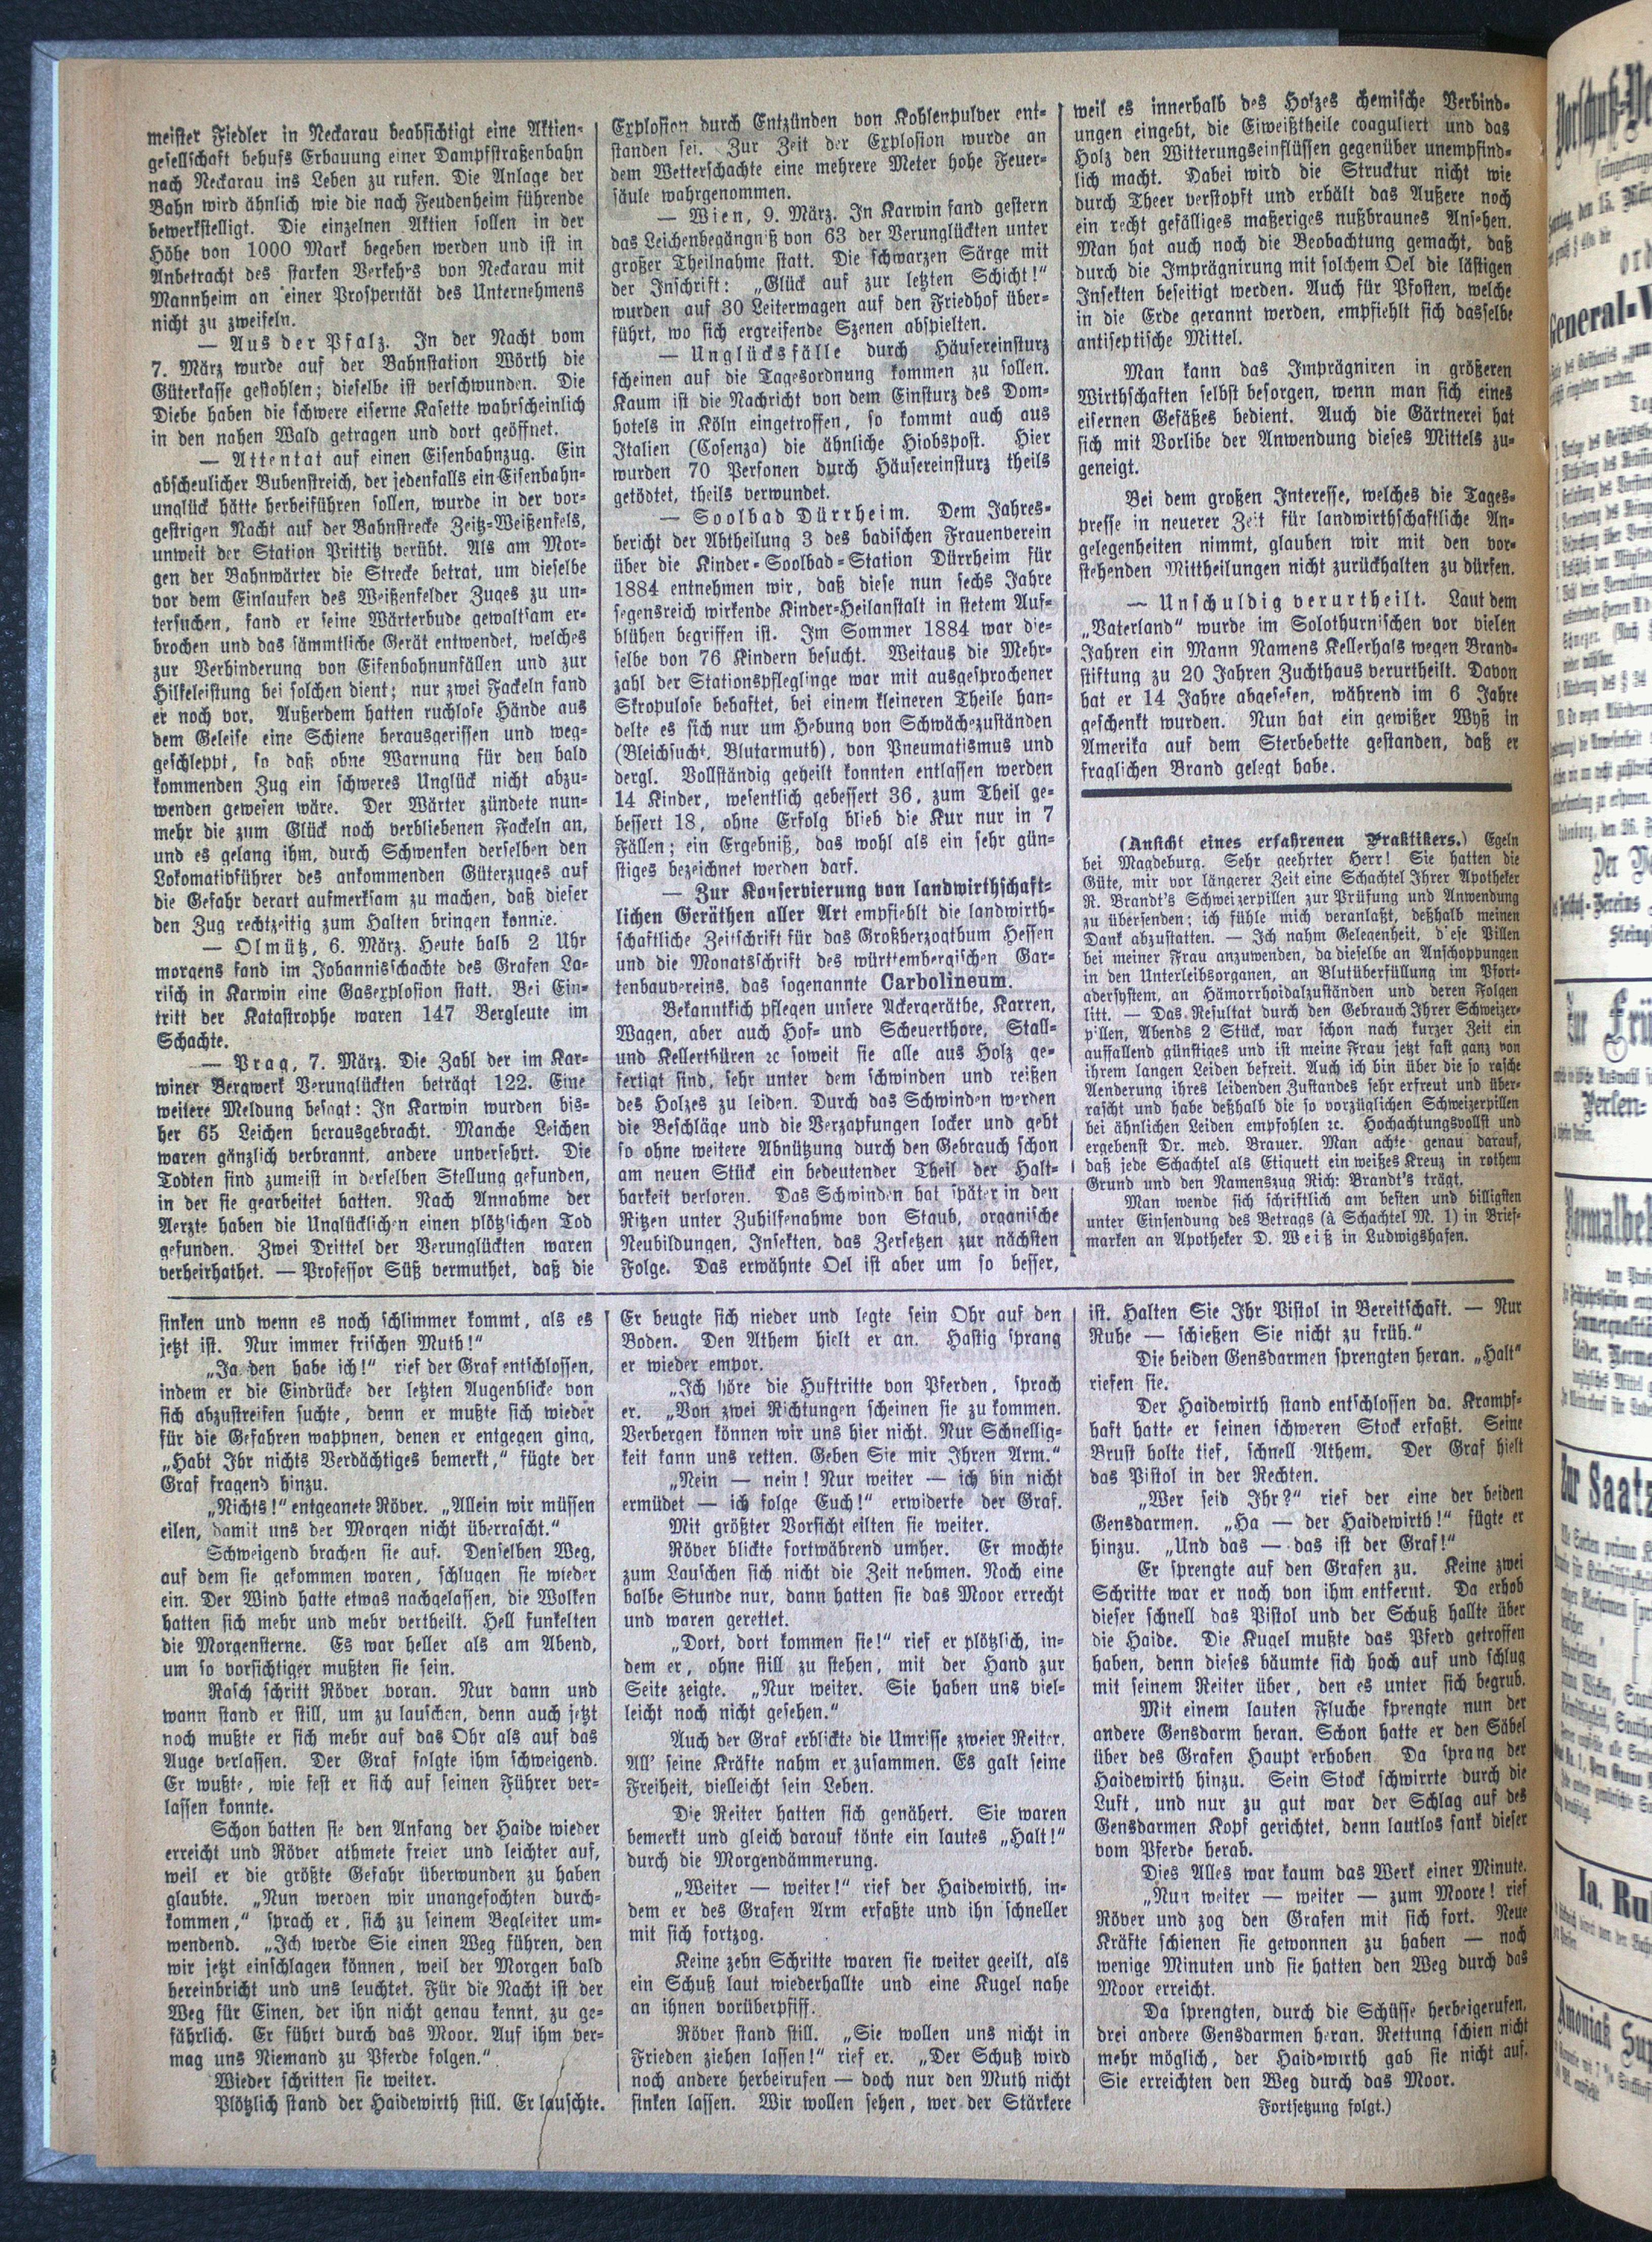 meister Fiedler in Neckarau beabsichtigt eine Aktien-
gesellschaft behufs Erbauung einer Dampfstraßenbahn
nach Neckarau ins Leben zu rufen. Die Anlage der
Bahn wird ähnlich wie die nach Feudenheim führende
bewerkstelligt. Die einzelnen Aktien sollen in der
Höhe von 1000 Mark begeben werden und ist in
Anbetracht des starken Verkehrs von Neckarau mit
Mannheim an einer Prosperität des Unternehmens
nicht zu zweifeln.
— Aus der Pfalz. In der Nacht vom
7. März wurde auf der Bahnstation Wörth die
Güterkasse gestohlen; dieselbe ist verschwunden. Die
Diebe haben die schwere eiserne Kasette wahrscheinlich
in den nahen Wald getragen und dort geöffnet.
— Attentat auf einen Eisenbahnzug. Ein
abscheulicher Bubenstreich, der jedenfalls ein Eisenbahn-
unglück hätte herbeiführen sollen, wurde in der vor-
gestrigen Nacht auf der Bahnstrecke Zeitz-Weißenfels,
unweit der Station Prittitz verübt. Als am Mor-
gen der Bahnwärter die Strecke betrat, um dieselbe
vor dem Einlaufen des Weißenfelder Zuges zu un-
tersuchen, fand er seine Wärterbude gewaltsam er-
brochen und das sämmtliche Gerät entwendet, welches
zur Verhinderung von Eisenbahnunfällen und zur
Hilfeleistung bei solchen dient; nur zwei Fackeln fand
er noch vor. Außerdem hatten ruchlose Hände aus
dem Geleise eine Schiene herausgerissen und weg-
geschleppt, so daß ohne Warnung für den bald
kommenden Zug ein schweres Unglück nicht abzu-
wenden gewesen wäre. Der Wärter zündete nun-
mehr die zum Glück noch verbliebenen Fackeln an,
und es gelang ihm, durch Schwenken derselben den
Lokomativführer des ankommenden Güterzuges auf
die Gefahr derart aufmerksam zu machen, daß dieser
den Zug rechtzeitig zum Halten bringen konnte.
— Olmütz, 6. März. Heute halb 2 Uhr
morgens fand im Johannisschachte des Grafen La-
risch in Karwin eine Gasexplosion statt. Bei Ein-
tritt der Katastrophe waren 147 Bergleute im
Schachte.
— Prag, 7. März. Die Zahl der im Kar-
winer Bergwerk Verunglückten beträgt 122. Eine
weitere Meldung besagt: In Karwin wurden bis-
her 65 Leichen herausgebracht. Manche Leichen
waren gänzlich verbrannt, andere unversehrt. Die
Todten sind zumeist in derselben Stellung gefunden,
in der sie gearbeitet hatten. Nach Annahme der
Aerzte haben die Unglücklichen einen plötzlichen Tod
gefunden. Zwei Drittel der Verunglückten waren
verheirhathet. — Professor Süß vermuthet, daß die
Explosion durch Entzünden von Kohlenpulver ent-
standen sei. Zur Zeit der Explosion wurde an
dem Wetterschachte eine mehrere Meter hohe Feuer-
säule wahrgenommen.
— Wien, 9. März. In Karwin fand gestern
das Leichenbegängniß von 63 der Verunglückten unter
großer Theilnahme statt. Die schwarzen Särge mit
der Inschrift: „Glück auf zur letzten Schicht!"
wurden auf 30 Leiterwagen auf den Friedhof über-
führt, wo sich ergreifende Szenen abspielten.
— Unglücksfälle durch Häusereinsturz
scheinen auf die Tagesordnung kommen zu sollen.
Kaum ist die Nachricht von dem Einsturz des Dom-
hotels in Köln eingetroffen, so kommt auch aus
Italien (Cosenza) die ähnliche Hiobspost. Hier
wurden 70 Personen durch Häusereinsturz theils
getödtet, theils verwundet.
— Soolbad Dürrheim. Dem Jahres-
bericht der Abtheilung 3 des badischen Frauenverein
über die Kinder-Soolbad-Station Dürrheim für
1884 entnehmen wir, daß diese nun sechs Jahre
segensreich wirkende Kinder-Heilanstalt in stetem Auf-
blühen begriffen ist. Im Sommer 1884 war die-
selbe von 76 Kindern besucht. Weitaus die Mehr-
zahl der Stationspfleglinge war mit ausgesprochener
Skropulose behaftet, bei einem kleineren Theile han-
delte es sich nur um Hebung von Schwächezuständen
(Bleichsucht, Blutarmuth), von Pneumatismus und
dergl. Vollständig geheilt konnten entlassen werden
14 Kinder, wesentlich gebessert 36, zum Theil ge-
bessert 18, ohne Erfolg blieb die Kur nur in 7
Fällen; ein Ergebniß, das wohl als ein sehr gün-
stiges bezeichnet werden darf.
— Zur Konservierung von landwirthschaft-
lichen Geräthen aller Art empfiehlt die landwirth-
schaftliche Zeitschrift für das Großherzogthum Hessen
und die Monatsschrift des württembergischen Gar-
tenbauvereins, das sogenannte Carbolineum.
Bekanntkich pflegen unsere Ackergeräthe, Karren,
Wagen, aber auch Hof- und Scheuerthore, Stall-
und Kellerthüren ꝛc soweit sie alle aus Holz ge-
fertigt sind, sehr unter dem schwinden und reißen
des Holzes zu leiden. Durch das Schwinden werden
die Beschläge und die Verzapfungen locker und geht
so ohne weitere Abnützung durch den Gebrauch schon
am neuen Stück ein bedeutender Theil der Halt-
barkeit verloren. Das Schwinden hat später in den
Ritzen unter Zuhilfenahme von Staub, organische
Neubildungen, Insekten, das Zersetzen zur nächsten
Folge. Das erwähnte Oel ist aber um so besser,
weil es innerhalb des Holzes chemische Verbind-
ungen eingeht, die Eiweißtheile coaguliert und das
Holz den Witterungseinflüssen gegenüber unempfind-
lich macht. Dabei wird die Strucktur nicht wie
durch Theer verstopft und erhält das Äußere noch
ein recht gefälliges maßeriges nußbraunes Ansehen.
Man hat auch noch die Beobachtung gemacht, daß
durch die Imprägnirung mit solchem Oel die lästigen
Insekten beseitigt werden. Auch für Pfosten, welche
in die Erde gerannt werden, empfiehlt sich dasselbe
antiseptische Mittel.
Man kann das Imprägniren in größeren
Wirthschaften selbst besorgen, wenn man sich eines
eisernen Gefäßes bedient. Auch die Gärtnerei hat
sich mit Vorlibe der Anwendung dieses Mittels zu-
geneigt.
Bei dem großen Interesse, welches die Tages-
presse in neuerer Zeit für landwirthschaftliche An-
gelegenheiten nimmt, glauben wir mit den vor-
stehenden Mittheilungen nicht zurückhalten zu dürfen.
— Unschuldig verurtheilt. Laut dem
„Vaterland" wurde im Solothurnischen vor vielen
Jahren ein Mann Namens Kellerhals wegen Brand-
stiftung zu 20 Jahren Zuchthaus verurtheilt. Davon
hat er 14 Jahre abgesesen, während im 6 Jahre
geschenkt wurden. Nun hat ein gewißer Wyß in
Amerika auf dem Sterbebette gestanden, daß er
fraglichen Brand gelegt habe.
(Ansicht eines erfahrenen Praktikers.) Egeln
bei Magdeburg. Sehr geehrter Herr! Sie hatten die
Güte, mir vor längerer Zeit eine Schachtel Ihrer Apotheker
R. Brandt's Schweizerpillen zur Prüfung und Anwendung
zu übersenden; ich fühle mich veranlaßt, deßhalb meinen
Dank abzustatten. — Ich nahm Gelegenheit, diese Pillen
bei meiner Frau anzuwenden, da dieselbe an Anschoppungen
in den Unterleibsorganen, an Blutüberfüllung im Pfort-
adersystem, an Hämorrhoidalzuständen und deren Folgen
litt. — Das Resultat durch den Gebrauch Ihrer Schweizer-
pillen, Abends 2 Stück, war schon nach kurzer Zeit ein
auffallend günstiges und ist meine Frau jetzt fast ganz von
ihrem langen Leiden befreit. Auch ich bin über die so rasche
Aenderung ihres leidenden Zustandes sehr erfreut und über-
rascht und habe deßhalb die so vorzüglichen Schweizerpillen
bei ähnlichen Leiden empfohlen ꝛc. Hochachtungsvollst und
ergebenst Dr. med. Brauer. Man achte genau darauf,
daß jede Schachtel als Etiquett ein weißes Kreuz in rothem
Grund und den Namenszug Rich: Brandt's trägt.
Man wende sich schriftlich am besten und billigsten
unter Einsendung des Betrags (à Schachtel M. 1) in Brief-
marken an Apotheker D. Weiß in Ludwigshafen.
sinken und wenn es noch schlimmer kommt, als es
jetzt ist. Nur immer frischen Muth!"
„Ja den habe ich!" rief der Graf entschlossen,
indem er die Eindrücke der letzten Augenblicke von
sich abzustreifen suchte, denn er mußte sich wieder
für die Gefahren wappnen, denen er entgegen ging,
„Habt Ihr nichts Verdächtiges bemerkt," fügte der
Graf fragend hinzu.
„Nichts!" entgegnete Röver. „Allein wir müssen
eilen, damit uns der Morgen nicht überrascht."
Schweigend brachen sie auf. Denselben Weg,
auf dem sie gekommen waren, schlugen sie wieder
ein. Der Wind hatte etwas nachgelassen, die Wolken
hatten sich mehr und mehr vertheilt. Hell funkelten
die Morgensterne. Es war heller als am Abend,
um so vorsichtiger mußten sie sein.
Rasch schritt Röver voran. Nur dann und
wann stand er still, um zu lauschen, denn auch jetzt
noch mußte er sich mehr auf das Ohr als auf das
Auge verlassen. Der Graf folgte ihm schweigend.
Er wußte, wie fest er sich auf seinen Führer ver-
lassen konnte.
Schon hatten sie den Anfang der Haide wieder
erreicht und Röver athmete freier und leichter auf,
weil er die größte Gefahr überwunden zu haben
glaubte. „Nun werden wir unangefochten durch-
kommen," sprach er, sich zu seinem Begleiter um-
wendend. „Ich werde Sie einen Weg führen, den
wir jetzt einschlagen können, weil der Morgen bald
hereinbricht und uns leuchtet. Für die Nacht ist der
Weg für Einen, der ihn nicht genau kennt, zu ge-
fährlich. Er führt durch das Moor. Auf ihm ver-
mag uns Niemand zu Pferde folgen."
Wieder schritten sie weiter.
Plötzlich stand der Haidewirth still. Er lauschte.
Er beugte sich nieder und legte sein Ohr auf den
Boden. Den Athem hielt er an. Hastig sprang
er wieder empor.
„Ich höre die Huftritte von Pferden, sprach
er. „Von zwei Richtungen scheinen sie zu kommen.
Verbergen können wir uns hier nicht. Nur Schnellig-
keit kann uns retten. Geben Sie mir Ihren Arm."
„Nein — nein! Nur weiter — ich bin nicht
ermüdet — ich folge Euch!" erwiderte der Graf.
Mit größter Vorsicht eilten sie weiter.
Röver blickte fortwährend umher. Er mochte
zum Lauschen sich nicht die Zeit nehmen. Noch eine
halbe Stunde nur, dann hatten sie das Moor errecht
und waren gerettet.
„Dort, dort kommen sie!" rief er plötzlich, in-
dem er, ohne still zu stehen, mit der Hand zur
Seite zeigte. „Nur weiter. Sie haben uns viel-
leicht noch nicht gesehen."
Auch der Graf erblickte die Umrisse zweier Reiter.
All' seine Kräfte nahm er zusammen. Es galt seine
Freiheit, vielleicht sein Leben.
Die Reiter hatten sich genähert. Sie waren
bemerkt und gleich darauf tönte ein lautes „Halt!"
durch die Morgendämmerung.
„Weiter — weiter!" rief der Haidewirth, in-
dem er des Grafen Arm erfaßte und ihn schneller
mit sich fortzog.
Keine zehn Schritte waren sie weiter geeilt, als
ein Schuß laut wiederhallte und eine Kugel nahe
an ihnen vorüberpfiff.
Röver stand still. „Sie wollen uns nicht in
Frieden ziehen lassen!" rief er. „Der Schuß wird
noch andere herbeirufen — doch nur den Muth nicht
sinken lassen. Wir wollen sehen, wer der Stärkere
ist. Halten Sie Ihr Pistol in Bereitschaft. — Nur
Ruhe — schießen Sie nicht zu früh."
Die beiden Gensdarmen sprengten heran. „Halt"
riefen sie.
Der Haidewirth stand entschlossen da. Krampf-
haft hatte er seinen schweren Stock erfaßt. Seine
Brust holte tief, schnell Athem. Der Graf hielt
das Pistol in der Rechten.
„Wer seid Ihr?" rief der eine der beiden
Gensdarmen. „Ha — der Haidewirth!" fügte er
hinzu. „Und das — das ist der Graf!"
Er sprengte auf den Grafen zu. Keine zwei
Schritte war er noch von ihm entfernt. Da erhob
dieser schnell das Pistol und der Schuß hallte über
die Haide. Die Kugel mußte das Pferd getroffen
haben, denn dieses bäumte sich hoch auf und schlug
mit seinem Reiter über, den es unter sich begrub.
Mit einem lauten Fluche sprengte nun der
andere Gensdarm heran. Schon hatte er den Säbel
über des Grafen Haupt erhoben. Da sprang der
Haidewirth hinzu. Sein Stock schwirrte durch die
Luft, und nur zu gut war der Schlag auf des
Gensdarmen Kopf gerichtet, denn lautlos sank dieser
vom Pferde herab.
Dies Alles war kaum das Werk einer Minute.
„Nun weiter — weiter — zum Moore! rief
Röver und zog den Grafen mit sich fort. Neue
Kräfte schienen sie gewonnen zu haben — noch
wenige Minuten und sie hatten den Weg durch das
Moor erreicht.
Da sprengten, durch die Schüsse herbeigerufen,
drei andere Gensdarmen heran. Rettung schien nicht
mehr möglich, der Haidewirth gab sie nicht auf.
Sie erreichten den Weg durch das Moor.
Fortsetzung folgt.)
General-V
Zur Saatz
Ia. Ru
Amoniak Sup